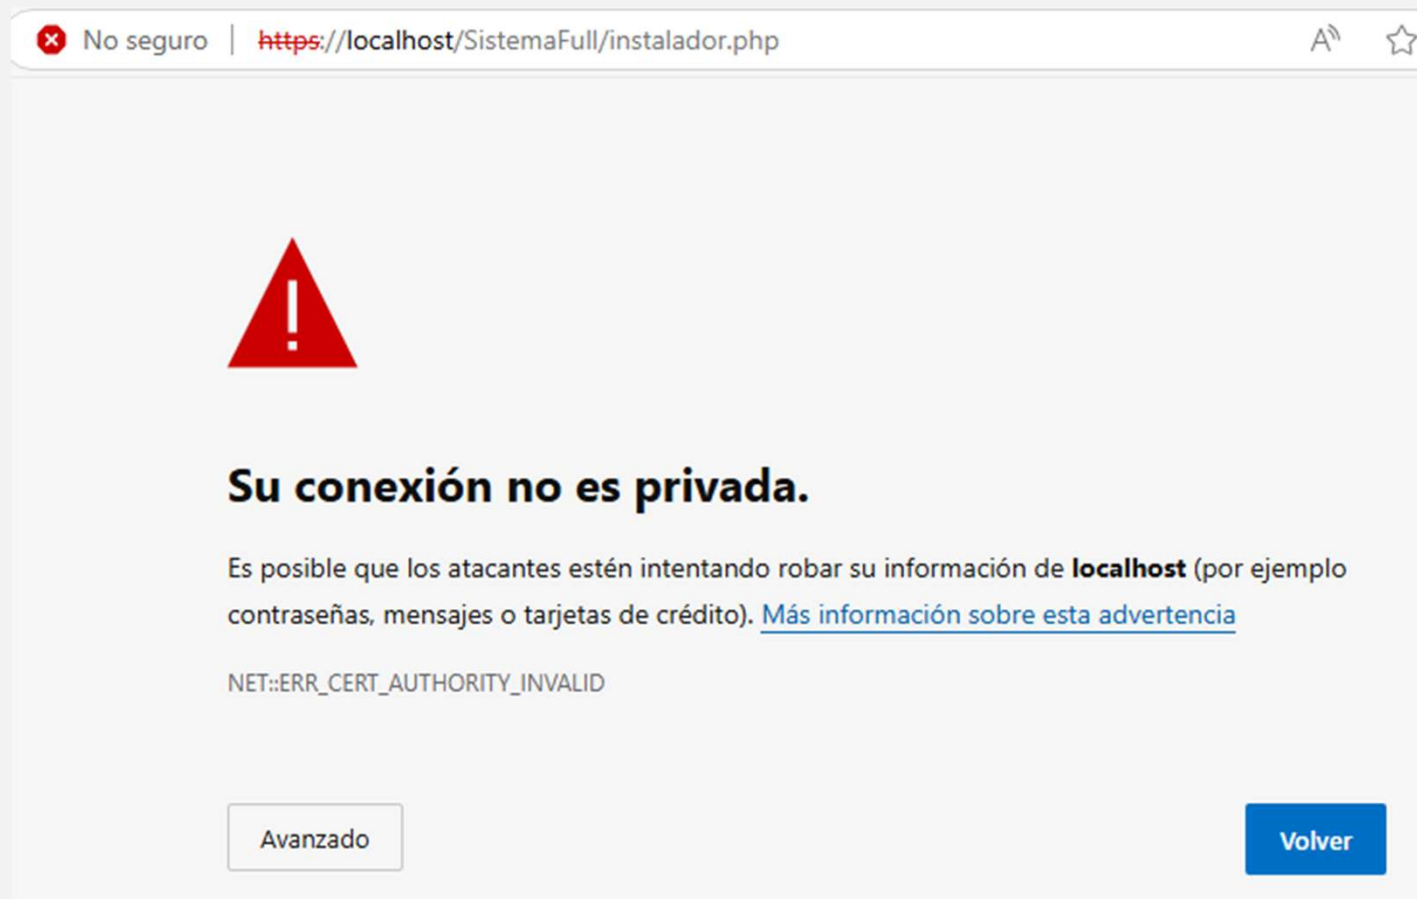 No seguro | https://localhost/SistemaFull/instalador.php A
!
Su conexión no es privada.
Es posible que los atacantes estén intentando robar su información de localhost (por ejemplo
contraseñas, mensajes o tarjetas de crédito). Más información sobre esta advertencia
NET::ERR_CERT_AUTHORITY_INVALID
Avanzado Volver